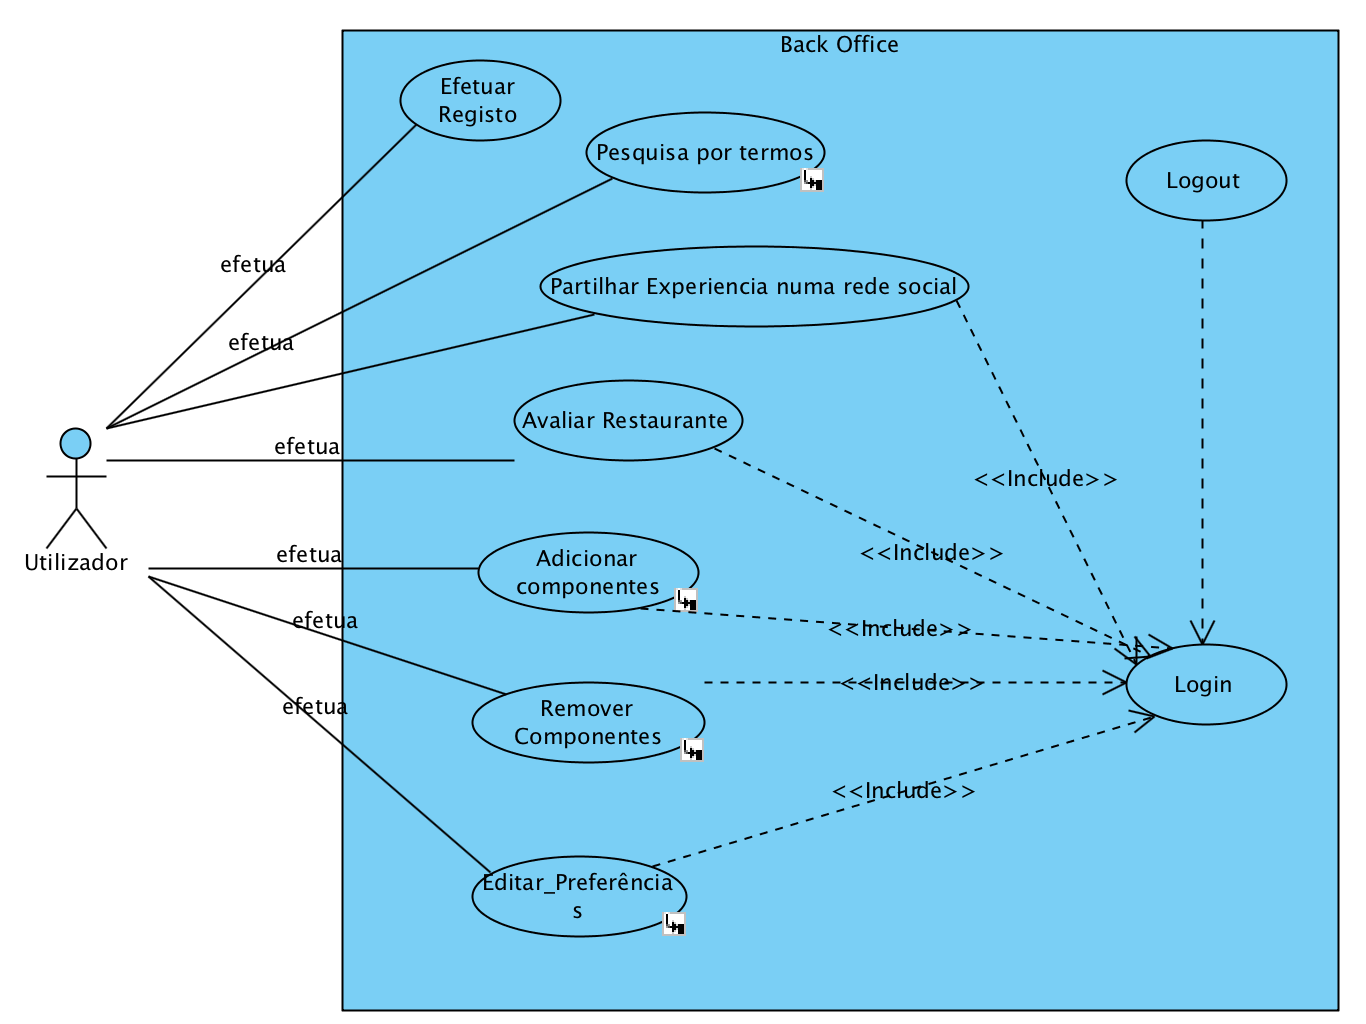 Back Office
Efetuar
Registo
Pesquisa por termos
Logout
efetua
Partilhar Experiencia numa rede social
efetua
Avaliar Restaurante
efetua
<<Include>>
efetua
<<Include>>
Adicionar
componentes
Utilizador
efetua
<<Include>>
<<Include>>
Login
efetua
Remover
Componentes
<<Include>>
Editar_Preferência
s